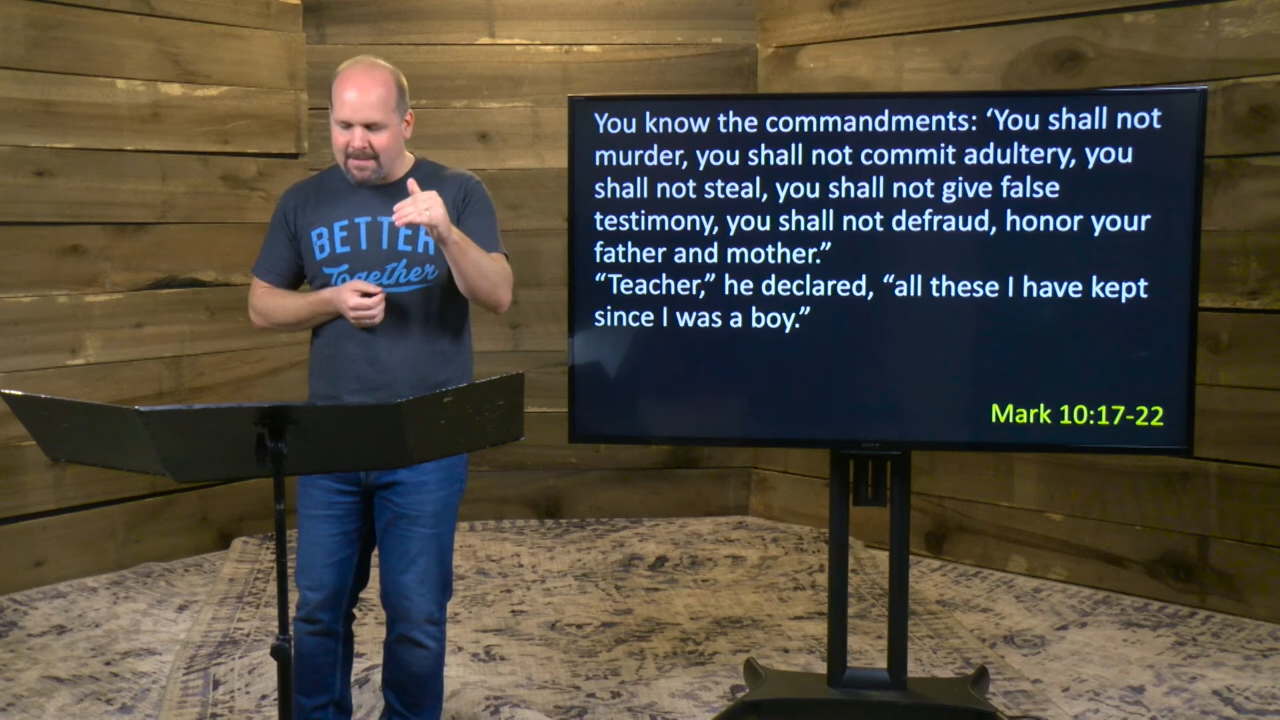 BETTER
Together
You know the commandments: ‘You shall not
murder, you shall not commit adultery, you
shall not steal, you shall not give false
testimony, you shall not defraud, honor your
father and mother.”
“Teacher,” he declared, “all these I have kept
since I was a boy.”
Mark 10:17-22